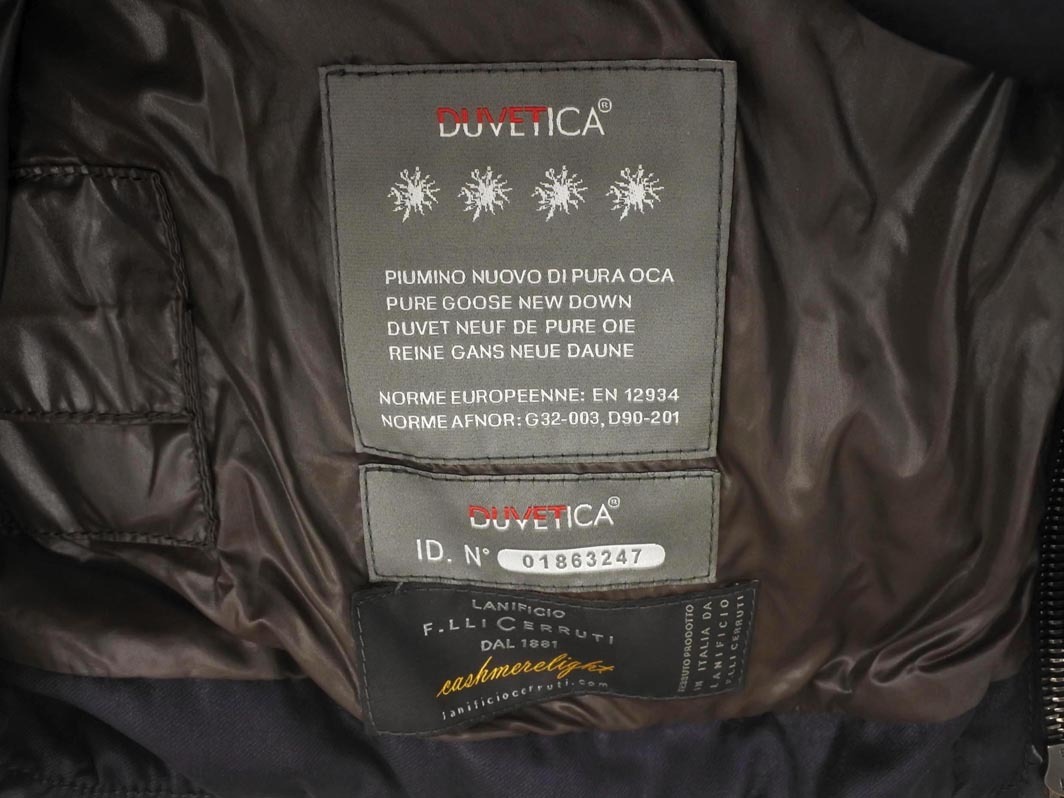 DUVETICA®
PIUMINO NUOVO DI PURA OCA
PURE GOOSE NEW DOWN
DUVET NEUF DE PURE OIE
REINE GANS NEUE DAUNE
NORME EUROPEENNE: EN 12934
NORME AFNOR: G32-003, D90-201
DUVETICA®
ID. N° 01863247
LANIFICIO
F.LLI CERRUTI
DAL 1881
cashmerelight
lanificiocerruti.com
TESSUTO PRODOTTO
IN ITALIA DA
LANIFICIO
F.LLI CERRUTI